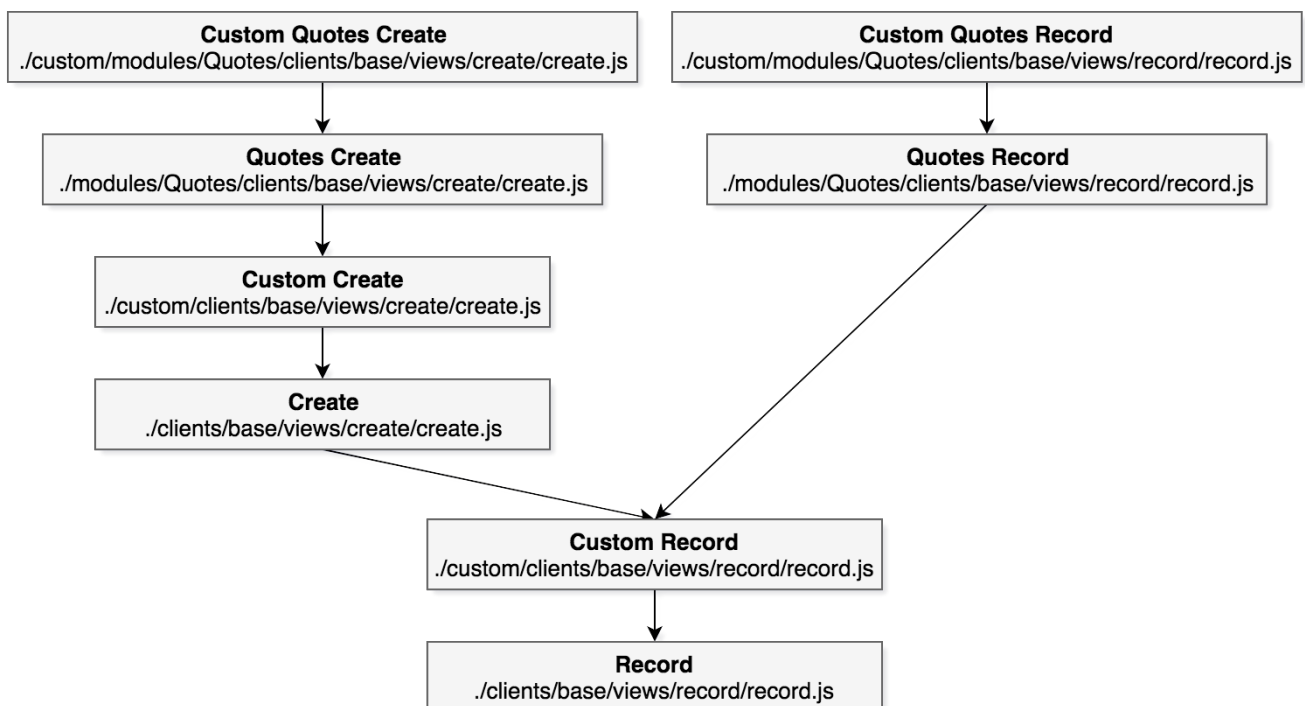 Custom Quotes Create
./custom/modules/Quotes/clients/base/views/create/create.js
Custom Quotes Record
./custom/modules/Quotes/clients/base/views/record/record.js
Quotes Create
./modules/Quotes/clients/base/views/create/create.js
Quotes Record
./modules/Quotes/clients/base/views/record/record.js
Custom Create
./custom/clients/base/views/create/create.js
Create
./clients/base/views/create/create.js
Custom Record
./custom/clients/base/views/record/record.js
Record
./clients/base/views/record/record.js